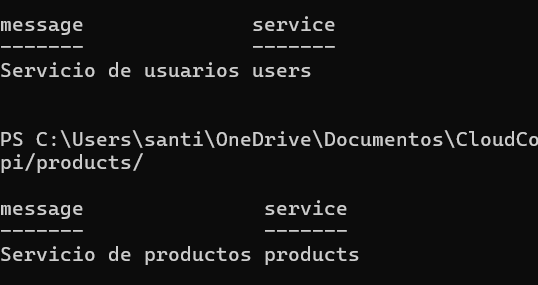 message              service
-------              -------
Servicio de usuarios users
PS C:\Users\santi\OneDrive\Documentos\CloudCo
pi/products/
message               service
-------               -------
Servicio de productos products